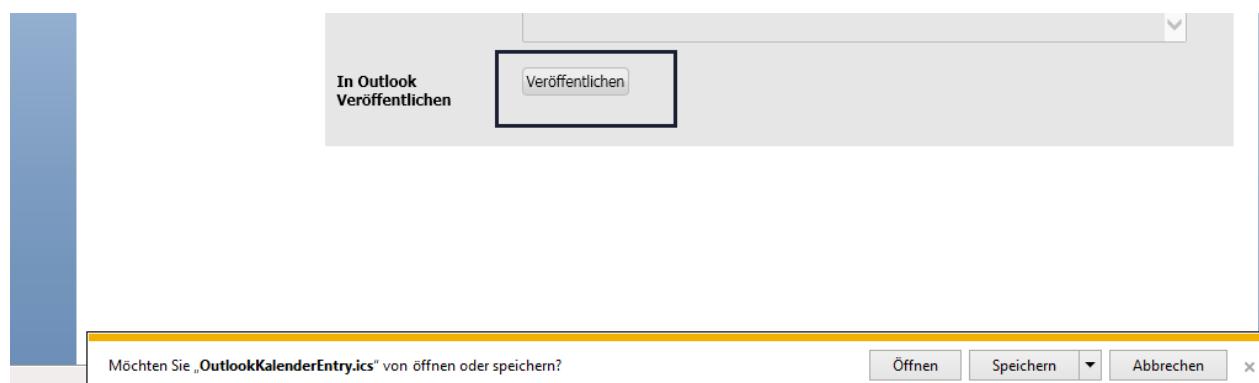 In Outlook
Veröffentlichen
Veröffentlichen
Möchten Sie „OutlookKalenderEntry.ics“ von öffnen oder speichern?
Öffnen
Speichern
Abbrechen